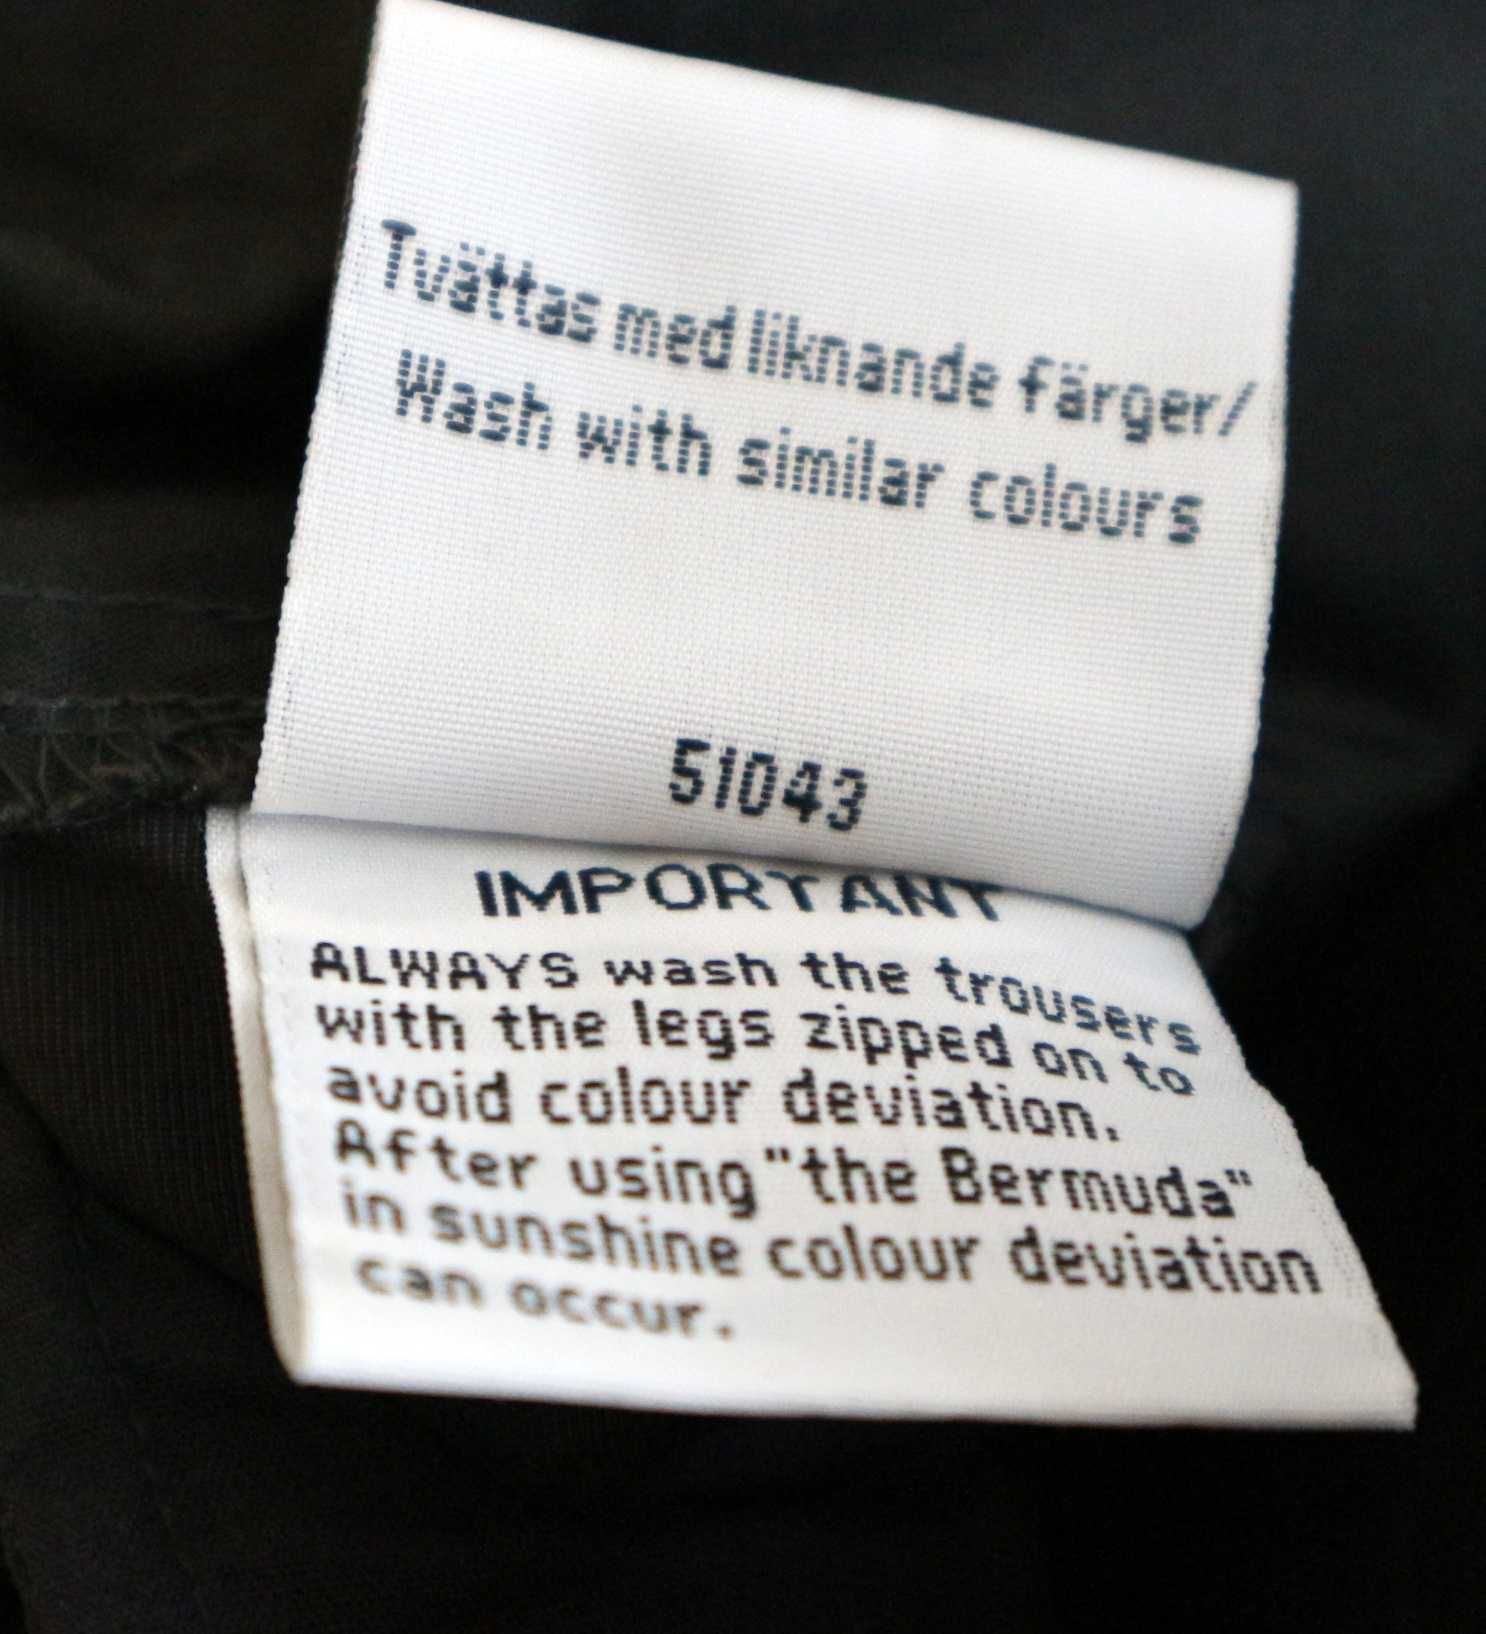 Tvättas med liknande färger/
Wash with similar colours
51043
IMPORTANT
ALWAYS wash the trousers
with the legs zipped on to
avoid colour deviation.
After using "the Bermuda"
in sunshine colour deviation
can occur.